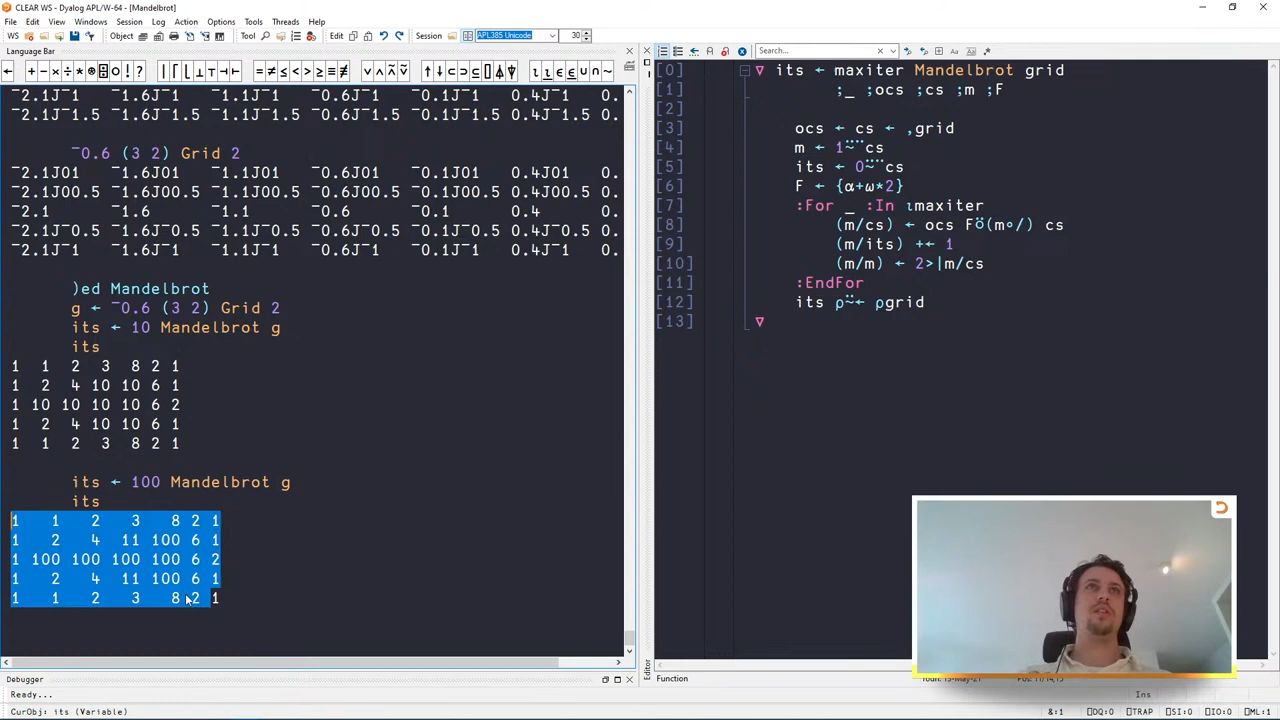 CLEAR WS - Dyalog APL/W-64 - [Mandelbrot]
File Edit View Windows Session Log Action Options Tools Threads Help
WS Object Tool Edit Session APL385 Unicode 30
Language Bar
Search...
← + - × ÷ * ⍟ ⌹ ○ ! ? | ⌈ ⌊ ⊥ ⊤ ⊣ ⊢ = ≠ ≤ < > ≥ ≡ ≢ ∨ ∧ ⍲ ⍱ ↑ ↓ ⊂ ⊃ ⊆ ⌷ ⍋ ⍒ ⍳ ⍸ ∊ ⍷ ∩ ∪ ~
¯2.1J¯1 ¯1.6J¯1 ¯1.1J¯1 ¯0.6J¯1 ¯0.1J¯1 0.4J¯1 0.
¯2.1J¯1.5 ¯1.6J¯1.5 ¯1.1J¯1.5 ¯0.6J¯1.5 ¯0.1J¯1.5 0.4J¯1.5 0.
¯0.6 (3 2) Grid 2
¯2.1J01 ¯1.6J01 ¯1.1J01 ¯0.6J01 ¯0.1J01 0.4J01 0.
¯2.1J00.5 ¯1.6J00.5 ¯1.1J00.5 ¯0.6J00.5 ¯0.1J00.5 0.4J00.5 0.
¯2.1 ¯1.6 ¯1.1 ¯0.6 ¯0.1 0.4 0.
¯2.1J¯0.5 ¯1.6J¯0.5 ¯1.1J¯0.5 ¯0.6J¯0.5 ¯0.1J¯0.5 0.4J¯0.5 0.
¯2.1J¯1 ¯1.6J¯1 ¯1.1J¯1 ¯0.6J¯1 ¯0.1J¯1 0.4J¯1 0.
)ed Mandelbrot
g ← ¯0.6 (3 2) Grid 2
its ← 10 Mandelbrot g
its
1 1 2 3 8 2 1
1 2 4 10 10 6 1
1 10 10 10 10 6 2
1 2 4 10 10 6 1
1 1 2 3 8 2 1
its ← 100 Mandelbrot g
its
1 1 2 3 8 2 1
1 2 4 11 100 6 1
1 100 100 100 100 6 2
1 2 4 11 100 6 1
1 1 2 3 8 2 1
[0] ∇ its ← maxiter Mandelbrot grid
[1] ;_ ;ocs ;cs ;m ;F
[2]
[3] ocs ← cs ← ,grid
[4] m ← 1⍨¨cs
[5] its ← 0⍨¨cs
[6] F ← {⍺+⍵*2}
[7] :For _ :In ⍳maxiter
[8] (m/cs) ← ocs F⍥(m∘/) cs
[9] (m/its) +← 1
[10] (m/m) ← 2>|m/cs
[11] :EndFor
[12] its ⍴⍨← ⍴grid
[13] ∇
Debugger
Function
Ready...
Ins
CurObj: its (Variable)
&:1 ⎕DQ:0 ⎕TRAP ⎕SI:0 ⎕IO:0 ⎕ML:1